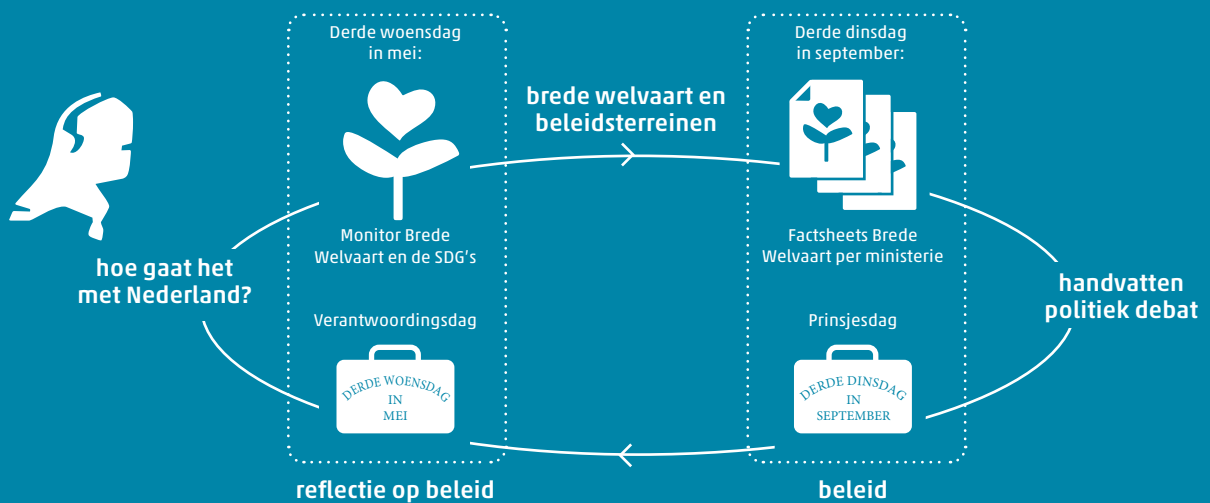 Derde woensdag
in mei:
Derde dinsdag
in september:
brede welvaart en
beleidsterreinen
Monitor Brede
Welvaart en de SDG's
Factsheets Brede
Welvaart per ministerie
hoe gaat het
met Nederland?
handvatten
politiek debat
Verantwoordingsdag
Prinsjesdag
DERDE WOENSDAG
IN
MEI
DERDE DINSDAG
IN
SEPTEMBER
reflectie op beleid
beleid